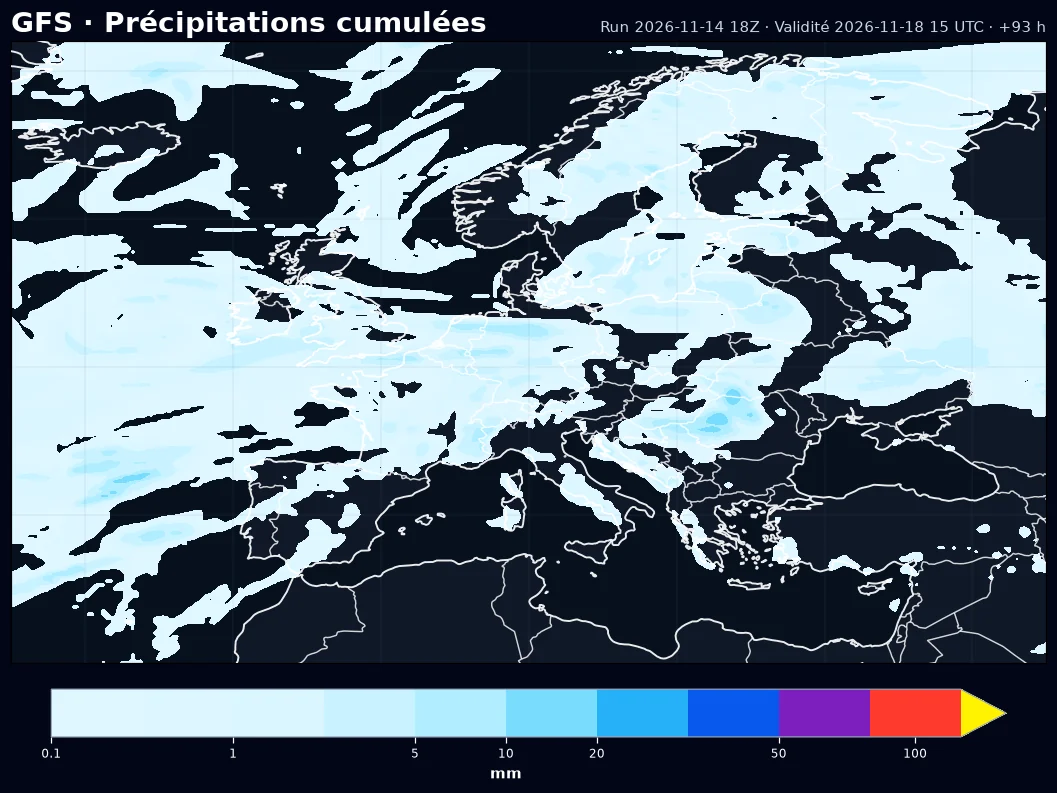 GFS · Précipitations cumulées
Run 2026-11-14 18Z · Validité 2026-11-18 15 UTC · +93 h
0.1 1 5 10 20 50 100
mm